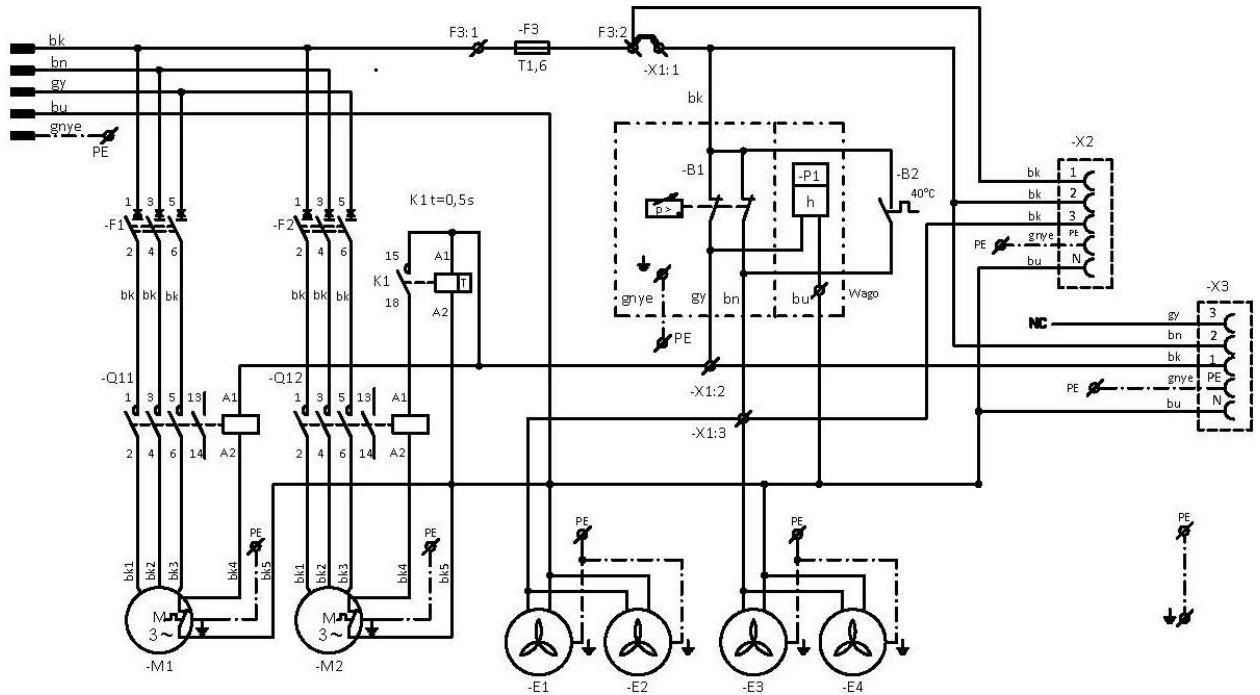 F3:1
-F3
F3:2
T1,6
-X1:1
bk
bn
gy
bu
gnye
PE
bk
-X2
-B1
-P1
h
-B2
40°C
p >
1
3
5
-F1
2
4
6
1
3
5
-F2
2
4
6
K1 t=0,5s
15
A1
K1
T
18
A2
bk
bk
bk
bk
bk
bk
gnye
PE
gy
bn
bu
Wago
bk
1
bk
2
bk
3
PE
gnye
PE
bu
N
-X3
NC
gy
3
bn
2
bk
1
PE
gnye
PE
bu
N
-X1:2
-X1:3
-Q11
1
3
5
13
A1
2
4
6
14
A2
-Q12
1
3
5
13
A1
2
4
6
14
A2
bk1
bk2
bk3
bk4
bk5
PE
bk1
bk2
bk3
bk4
bk5
PE
PE
PE
PE
M
3 ~
M
3 ~
-M1
-M2
-E1
-E2
-E3
-E4